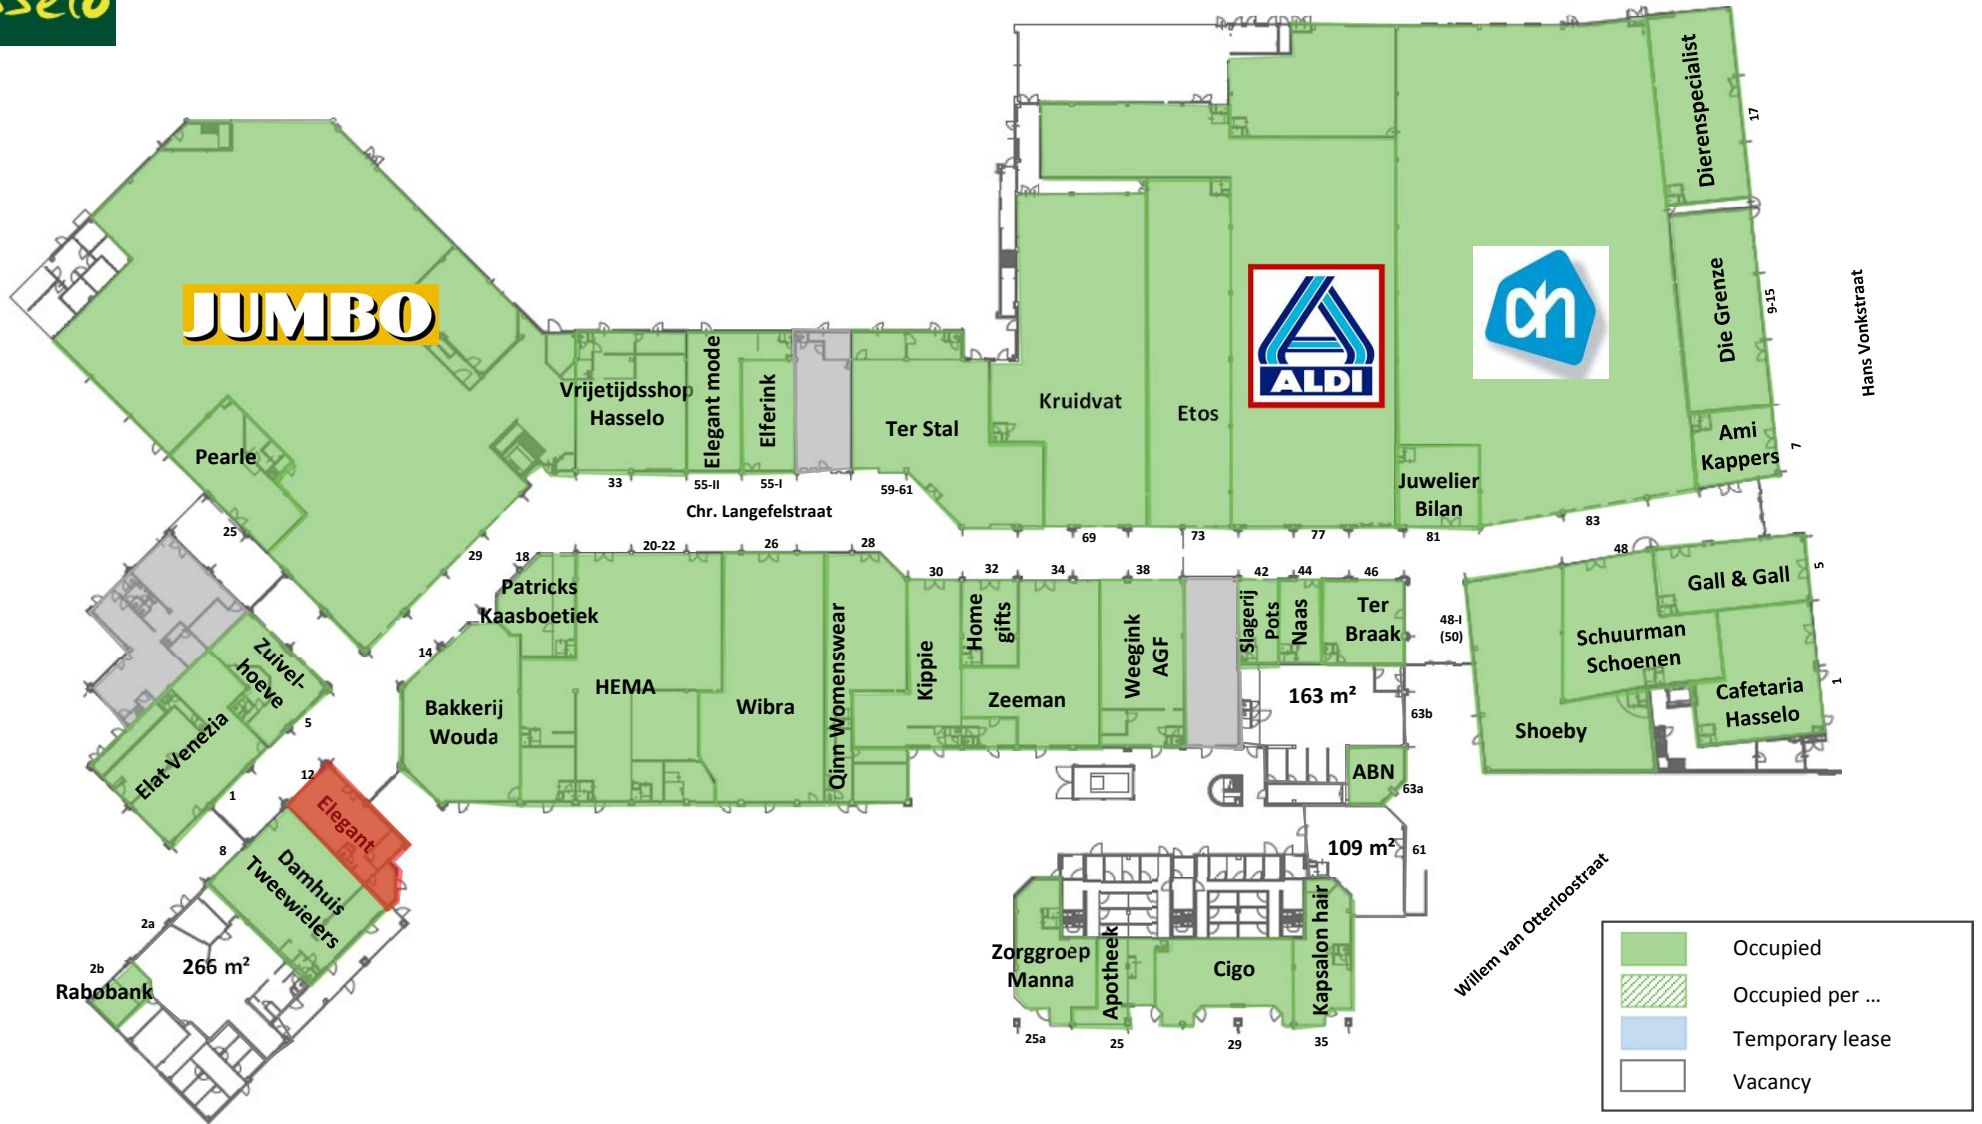 JUMBO
Pearle
25
29
Vrijetijdsshop
Hasselo
33
Elegant mode
55-II
Elferink
55-I
Ter Stal
59-61
Chr. Langefelstraat
Kruidvat
69
Etos
73
ALDI
77
Juwelier
Bilan
81
83
Dierenspecialist
17
Die Grenze
9-15
Ami
Kappers
7
Hans Vonkstraat
18
Patricks
Kaasboetiek
14
Bakkerij
Wouda
20-22
HEMA
26
Wibra
28
Qinn Womenswear
30
Kippie
32
Home
gifts
34
Zeeman
38
Weegink
AGF
42
Slagerij
Pots
44
Naas
46
Ter
Braak
48-I
(50)
48
Gall & Gall
5
Schuurman
Schoenen
Cafetaria
Hasselo
1
Shoeby
163 m²
63b
ABN
63a
109 m²
61
Zuivel-
hoeve
5
Elat Venezia
1
12
Elegant
8
Damhuis
Tweewielers
2a
266 m²
2b
Rabobank
Zorggroep
Manna
25a
Apotheek
25
Cigo
29
Kapsalon hair
35
Willem van Otterloostraat
Occupied
Occupied per ...
Temporary lease
Vacancy